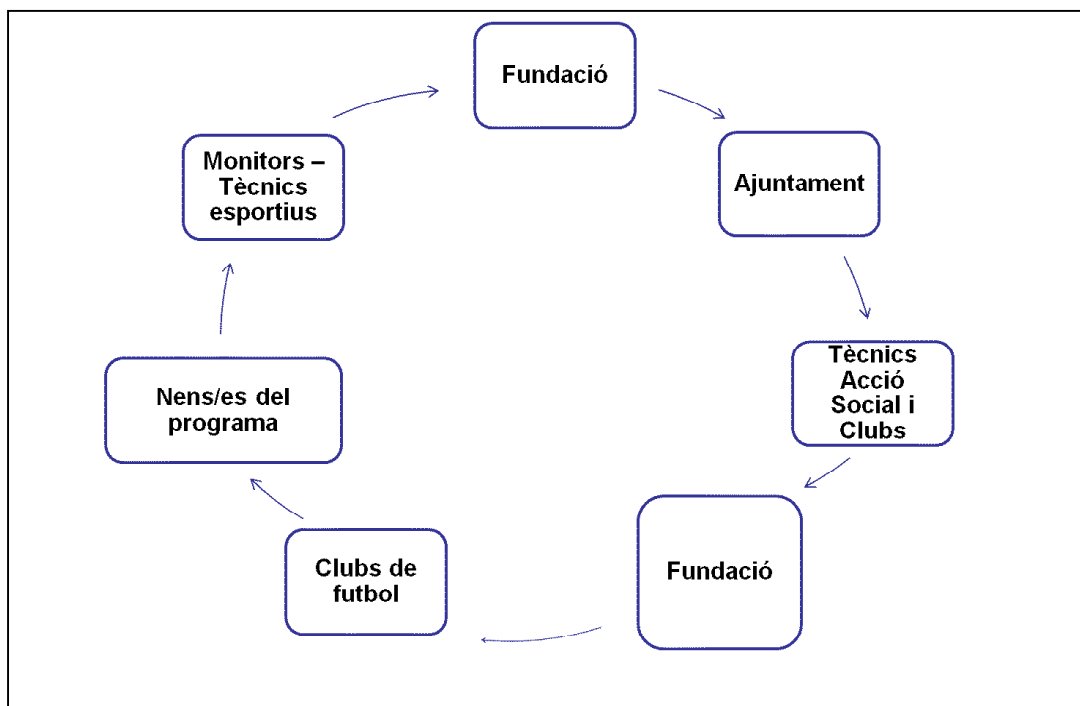 Fundació
Ajuntament
Tècnics
Acció
Social i
Clubs
Fundació
Clubs de
futbol
Nens/es del
programa
Monitors –
Tècnics
esportius